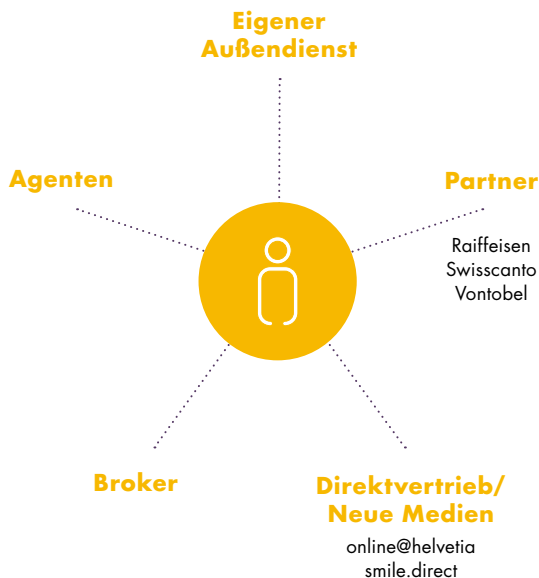 Eigener
Außendienst
Agenten
Partner
Raiffeisen
Swisscanto
Vontobel
Broker
Direktvertrieb/
Neue Medien
online@helvetia
smile.direct